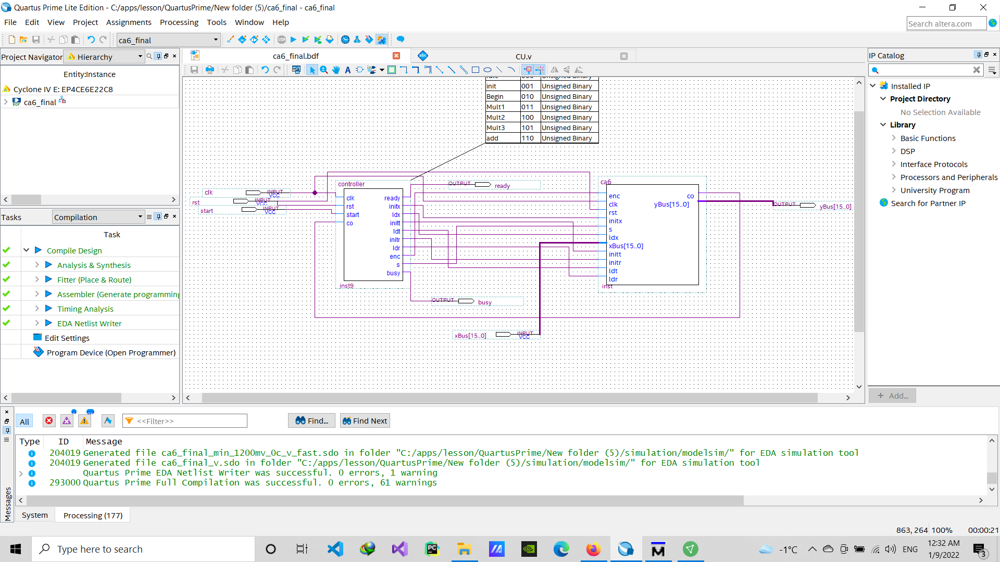 Quartus Prime Lite Edition - C:/apps/lesson/QuartusPrime/New folder (5)/ca6_final - ca6_final
File Edit View Project Assignments Processing Tools Window Help
Search altera.com
ca6_final
Project Navigator Hierarchy
Entity:Instance
Cyclone IV E: EP4CE6E22C8
ca6_final
Tasks Compilation
Task
Compile Design
Analysis & Synthesis
Fitter (Place & Route)
Assembler (Generate programming
Timing Analysis
EDA Netlist Writer
Edit Settings
Program Device (Open Programmer)
ca6_final.bdf
CU.v
init 001 Unsigned Binary
Begin 010 Unsigned Binary
Mult1 011 Unsigned Binary
Mult2 100 Unsigned Binary
Mult3 101 Unsigned Binary
add 110 Unsigned Binary
clk INPUT VCC
rst INPUT VCC
start INPUT VCC
controller
clk ready
rst initx
start ldx
co initt
ldt
initr
ldr
enc
s
busy
inst9
OUTPUT ready
OUTPUT busy
xBus[15..0] INPUT VCC
ca6
enc co
clk yBus[15..0]
rst
initx
s
ldx
xBus[15..0]
initt
initr
ldt
ldr
inst
OUTPUT yBus[15..0]
IP Catalog
Installed IP
Project Directory
No Selection Available
Library
Basic Functions
DSP
Interface Protocols
Processors and Peripherals
University Program
Search for Partner IP
+ Add...
All <<Filter>> Find... Find Next
Type ID Message
204019 Generated file ca6_final_min_1200mv_0c_v_fast.sdo in folder "C:/apps/lesson/QuartusPrime/New folder (5)/simulation/modelsim/" for EDA simulation tool
204019 Generated file ca6_final_v.sdo in folder "C:/apps/lesson/QuartusPrime/New folder (5)/simulation/modelsim/" for EDA simulation tool
Quartus Prime EDA Netlist Writer was successful. 0 errors, 1 warning
293000 Quartus Prime Full Compilation was successful. 0 errors, 61 warnings
Messages
System Processing (177)
863, 264 100% 00:00:21
Type here to search
-1°C ENG
12:32 AM
1/9/2022
3